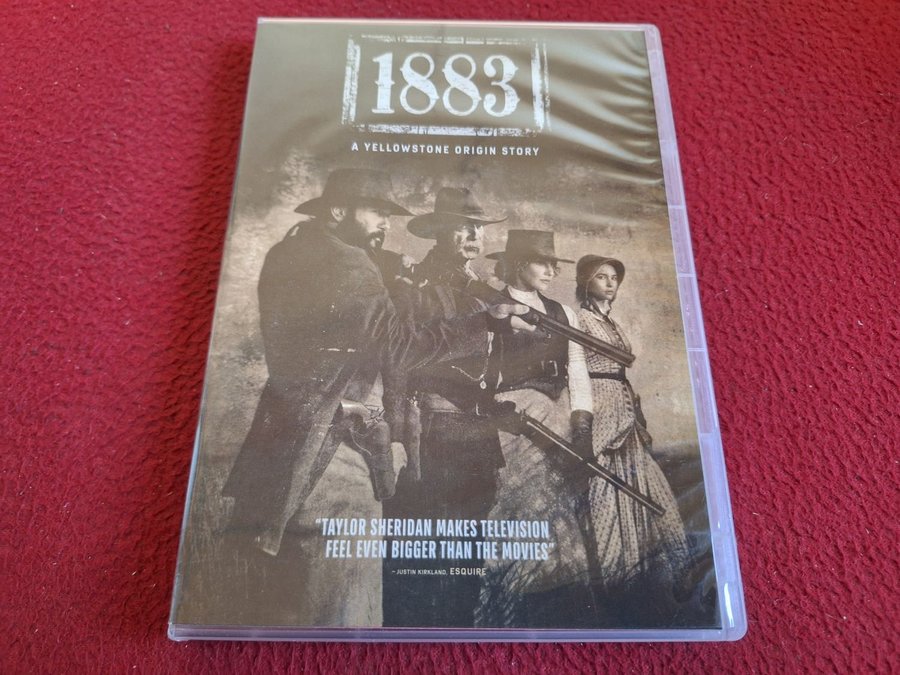 1883
A YELLOWSTONE ORIGIN STORY
"TAYLOR SHERIDAN MAKES TELEVISION
FEEL EVEN BIGGER THAN THE MOVIES"
– JUSTIN KIRKLAND, ESQUIRE